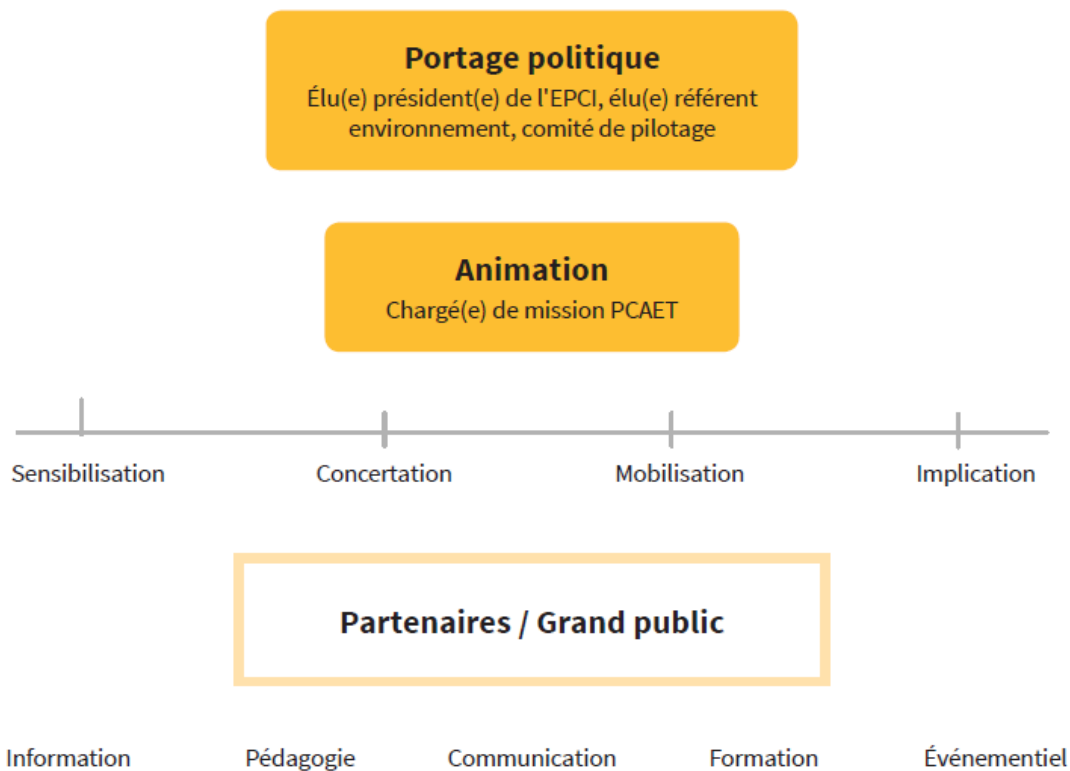 Portage politique
Élu(e) président(e) de l'EPCI, élu(e) référent
environnement, comité de pilotage
Animation
Chargé(e) de mission PCAET
Sensibilisation
Concertation
Mobilisation
Implication
Partenaires / Grand public
Information
Pédagogie
Communication
Formation
Événementiel